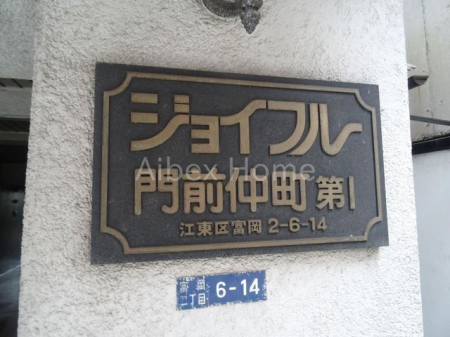 ジョイフル
Aibex Home
門前仲町 第1
江東区富岡 2-6-14
富岡
二丁目
6-14